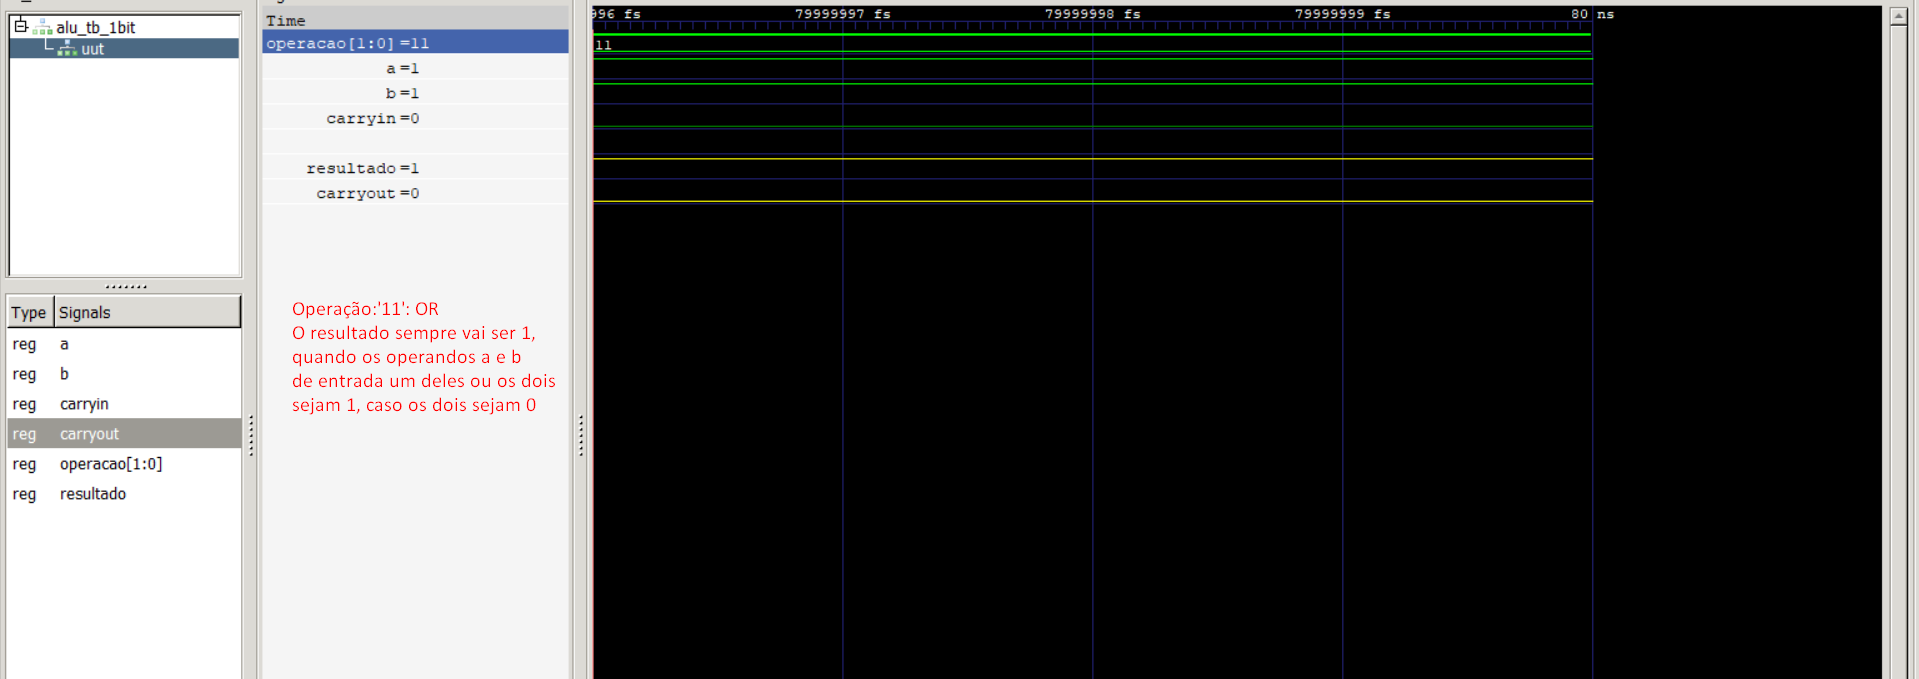 alu_tb_1bit
uut
Type Signals
reg a
reg b
reg carryin
reg carryout
reg operacao[1:0]
reg resultado
Time
operacao[1:0] =11
a =1
b =1
carryin =0
resultado =1
carryout =0
Operação:'11': OR
O resultado sempre vai ser 1,
quando os operandos a e b
de entrada um deles ou os dois
sejam 1, caso os dois sejam 0
996 fs 79999997 fs 79999998 fs 79999999 fs 80 ns
11